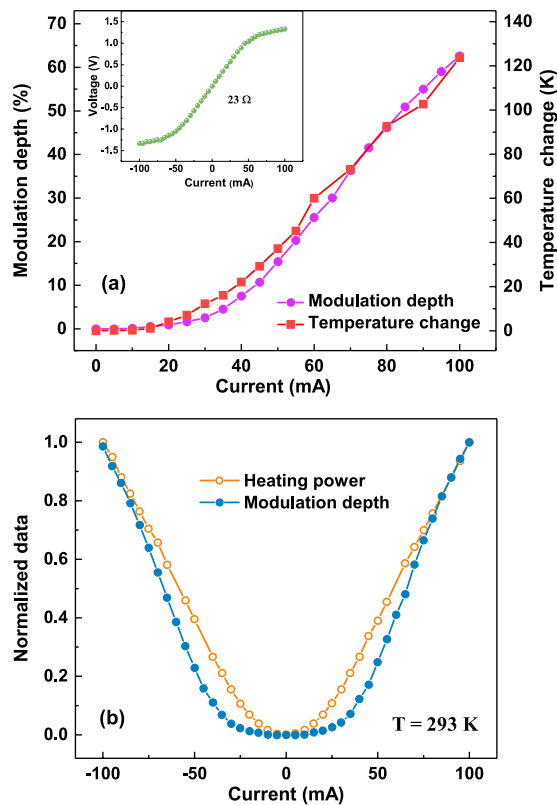 70
60
50
40
30
20
10
0
Modulation depth (%)
140
120
100
80
60
40
20
0
Temperature change (K)
1.5
1.0
0.5
0.0
-0.5
-1.0
-1.5
Voltage (V)
23 Ω
-100 -50 0 50 100
Current (mA)
(a)
Modulation depth
Temperature change
0 20 40 60 80 100
Current (mA)
1.0
0.8
0.6
0.4
0.2
0.0
Normalized data
Heating power
Modulation depth
(b)
T = 293 K
-100 -50 0 50 100
Current (mA)